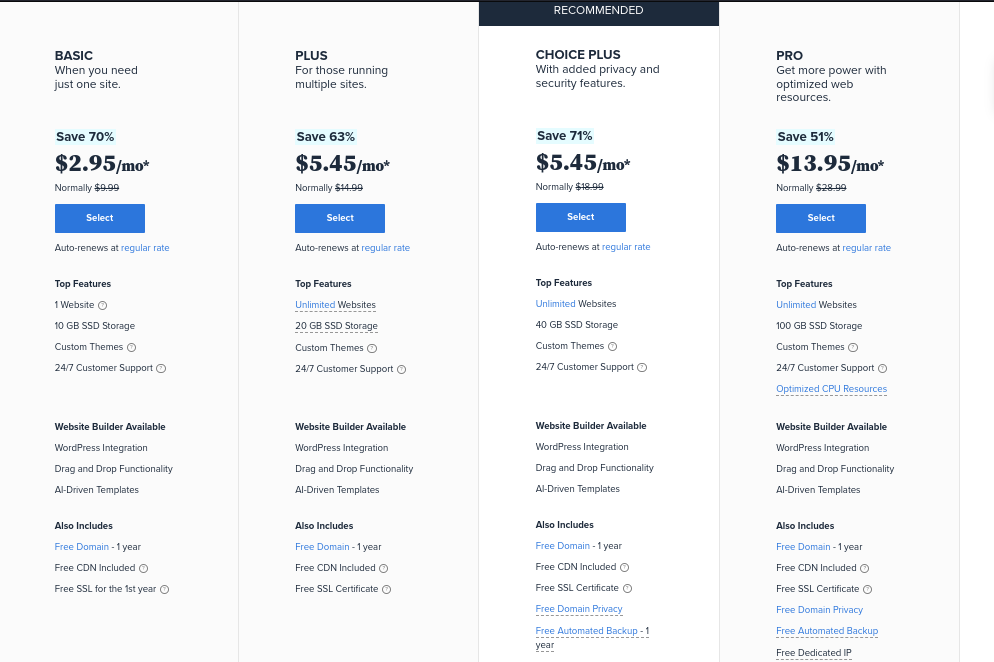 RECOMMENDED
BASIC
When you need
just one site.
Save 70%
$2.95/mo*
Normally $9.99
Select
Auto-renews at regular rate
Top Features
1 Website
10 GB SSD Storage
Custom Themes
24/7 Customer Support
Website Builder Available
WordPress Integration
Drag and Drop Functionality
AI-Driven Templates
Also Includes
Free Domain - 1 year
Free CDN Included
Free SSL for the 1st year
PLUS
For those running
multiple sites.
Save 63%
$5.45/mo*
Normally $14.99
Select
Auto-renews at regular rate
Top Features
Unlimited Websites
20 GB SSD Storage
Custom Themes
24/7 Customer Support
Website Builder Available
WordPress Integration
Drag and Drop Functionality
AI-Driven Templates
Also Includes
Free Domain - 1 year
Free CDN Included
Free SSL Certificate
CHOICE PLUS
With added privacy and
security features.
Save 71%
$5.45/mo*
Normally $18.99
Select
Auto-renews at regular rate
Top Features
Unlimited Websites
40 GB SSD Storage
Custom Themes
24/7 Customer Support
Website Builder Available
WordPress Integration
Drag and Drop Functionality
AI-Driven Templates
Also Includes
Free Domain - 1 year
Free CDN Included
Free SSL Certificate
Free Domain Privacy
Free Automated Backup - 1
year
PRO
Get more power with
optimized web
resources.
Save 51%
$13.95/mo*
Normally $28.99
Select
Auto-renews at regular rate
Top Features
Unlimited Websites
100 GB SSD Storage
Custom Themes
24/7 Customer Support
Optimized CPU Resources
Website Builder Available
WordPress Integration
Drag and Drop Functionality
AI-Driven Templates
Also Includes
Free Domain - 1 year
Free CDN Included
Free SSL Certificate
Free Domain Privacy
Free Automated Backup
Free Dedicated IP